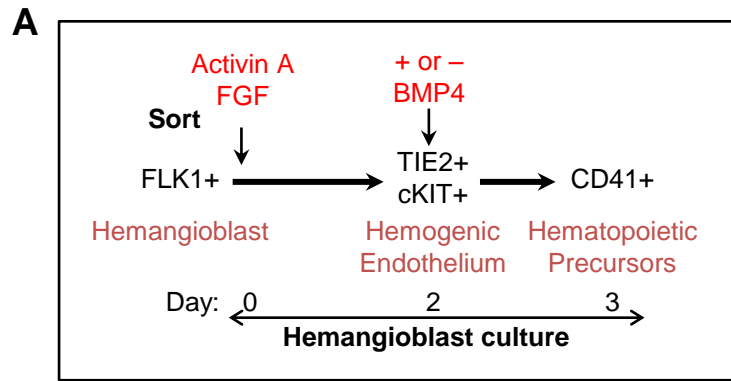 A
Activin A
FGF
+ or –
BMP4
Sort
FLK1+
TIE2+
cKIT+
CD41+
Hemangioblast
Hemogenic
Endothelium
Hematopoietic
Precursors
Day: 0 2 3
Hemangioblast culture